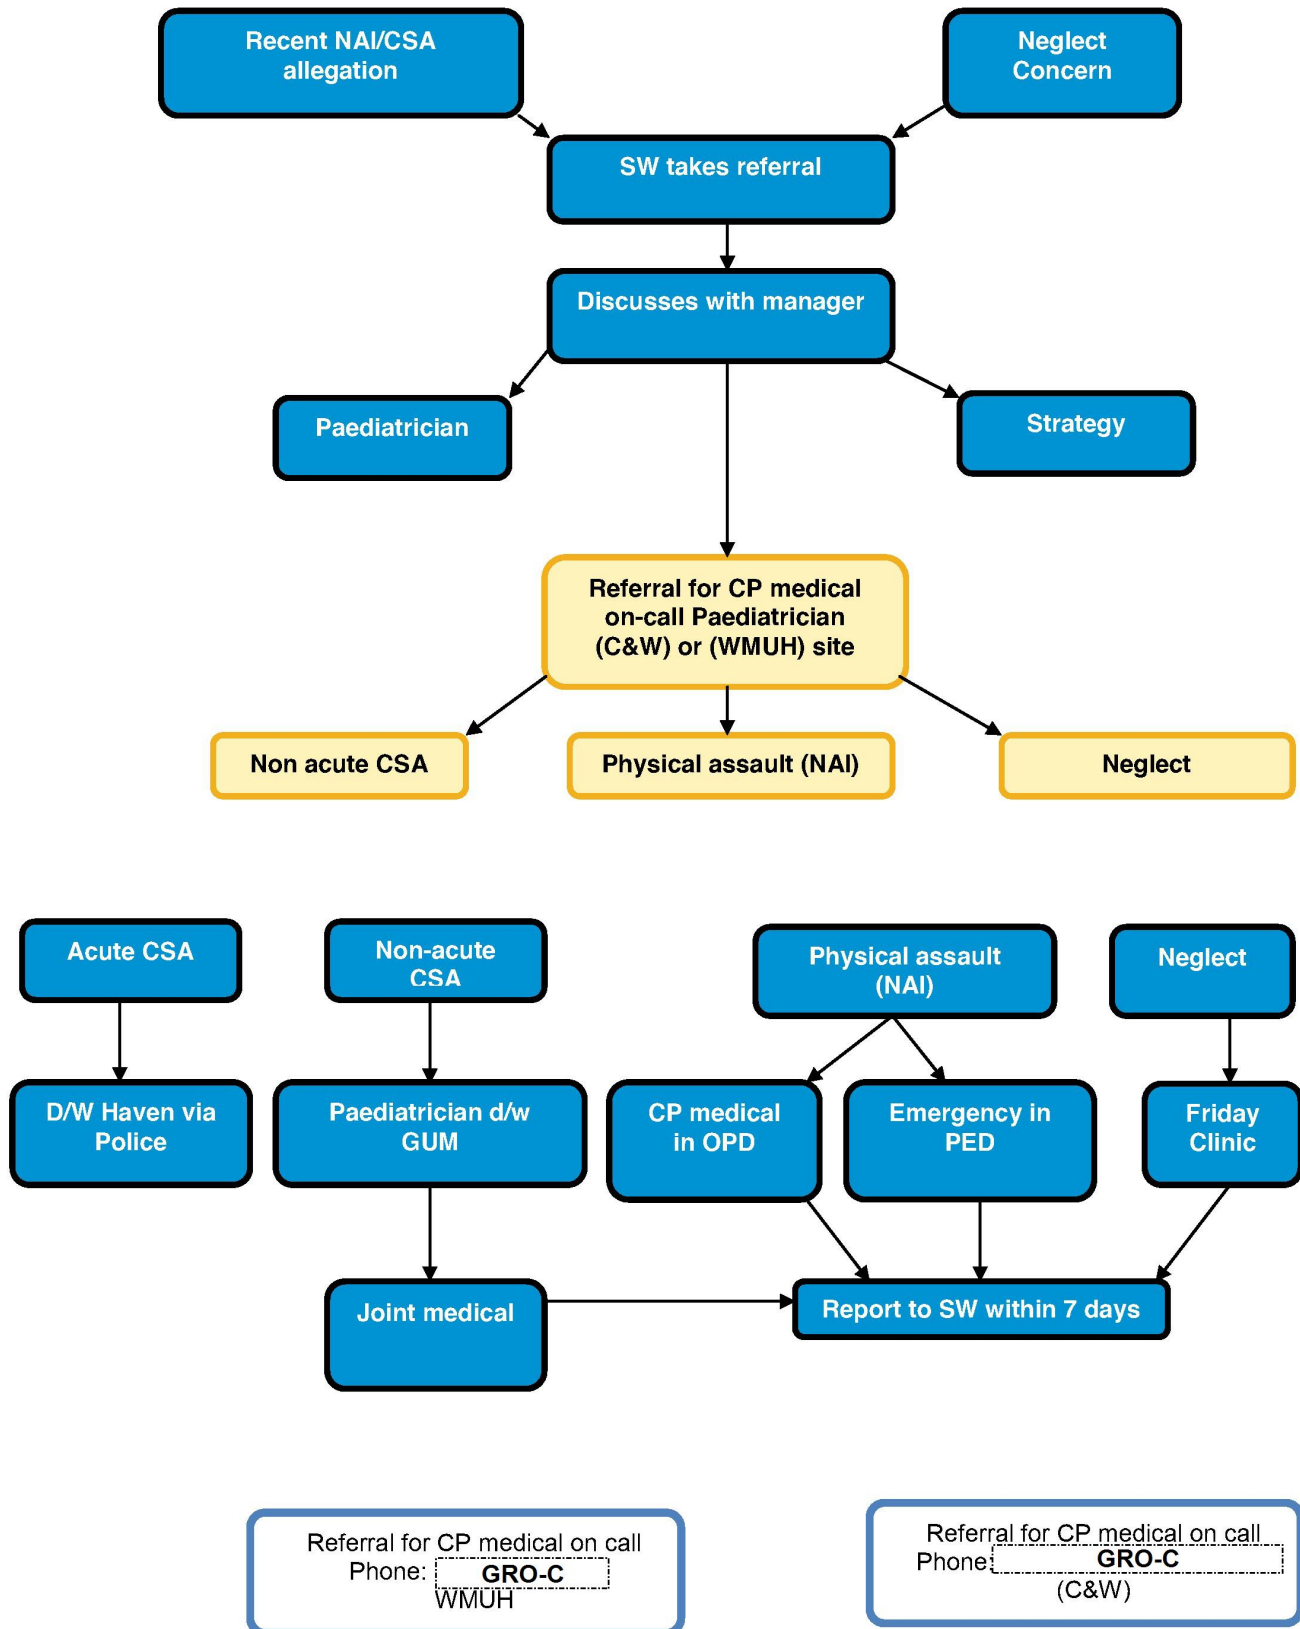 Recent NAI/CSA
allegation
Neglect
Concern
SW takes referral
Discusses with manager
Paediatrician
Strategy
Referral for CP medical
on-call Paediatrician
(C&W) or (WMUH) site
Non acute CSA
Physical assault (NAI)
Neglect
Acute CSA
Non-acute
CSA
Physical assault
(NAI)
Neglect
D/W Haven via
Police
Paediatrician d/w
GUM
CP medical
in OPD
Emergency in
PED
Friday
Clinic
Joint medical
Report to SW within 7 days
Referral for CP medical on call
Phone: GRO-C
WMUH
Referral for CP medical on call
Phone: GRO-C
(C&W)